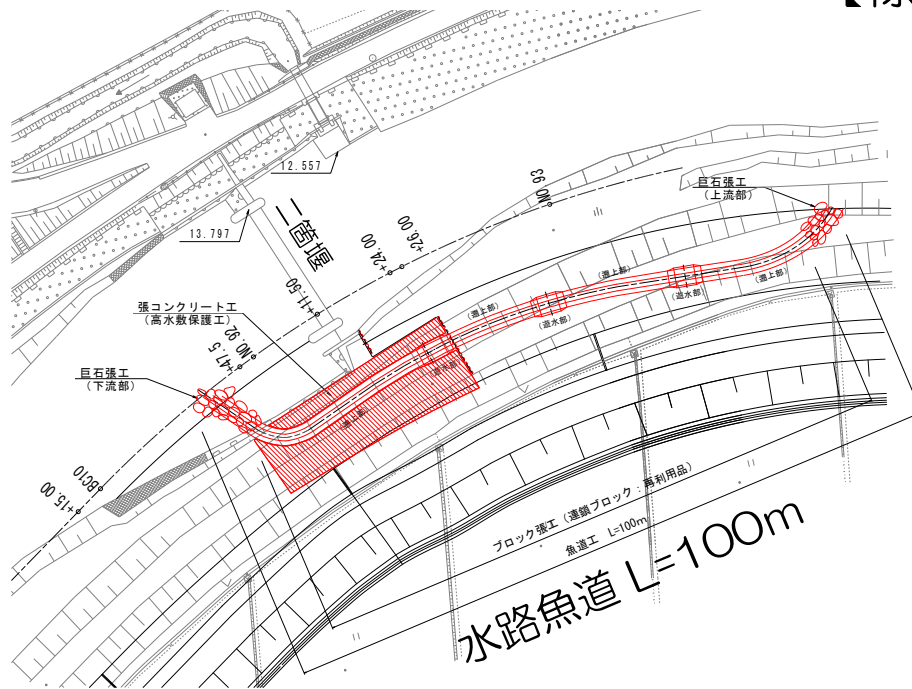 12.557
NO 93
巨石張工
(上流部)
13.797
二箇堰
+26.00
+24.00
(遡上部)
(遡上部)
張コンクリート工
(高水敷保護工)
+11.50
(遡上部)
(遊水部)
(遊水部)
NO.92
+47.5
巨石張工
(下流部)
(遊水部)
(遡上部)
BC10
+15.00
ブロック張工(連鎖ブロック:再利用品)
魚道工 L=100m
水路魚道 L=100m